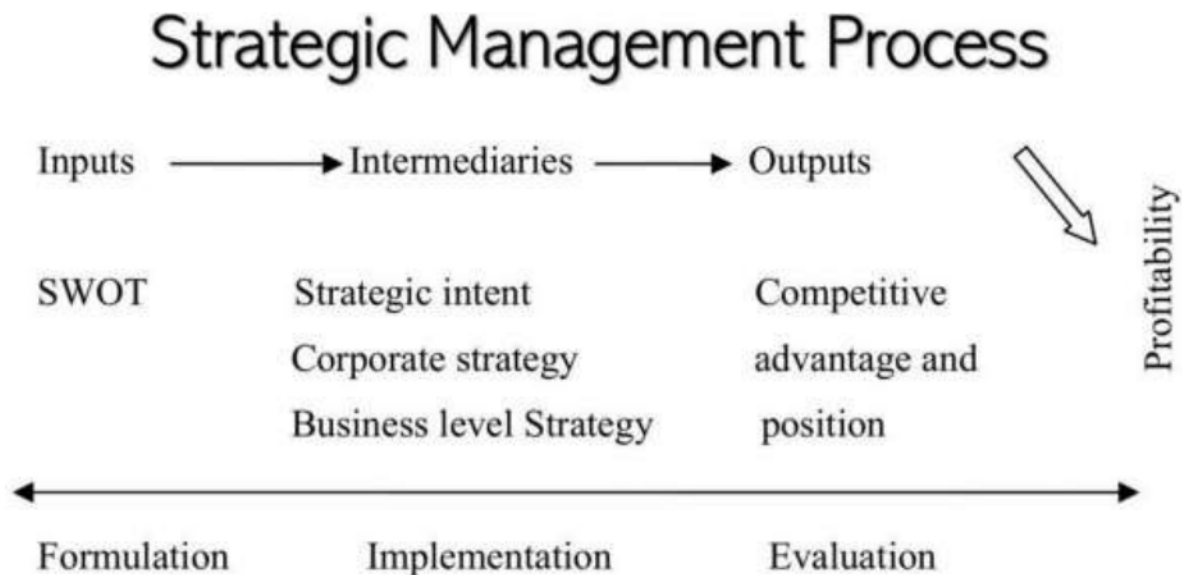 Strategic Management Process
Inputs Intermediaries Outputs
Profitability
SWOT Strategic intent Competitive
Corporate strategy advantage and
Business level Strategy position
Formulation Implementation Evaluation